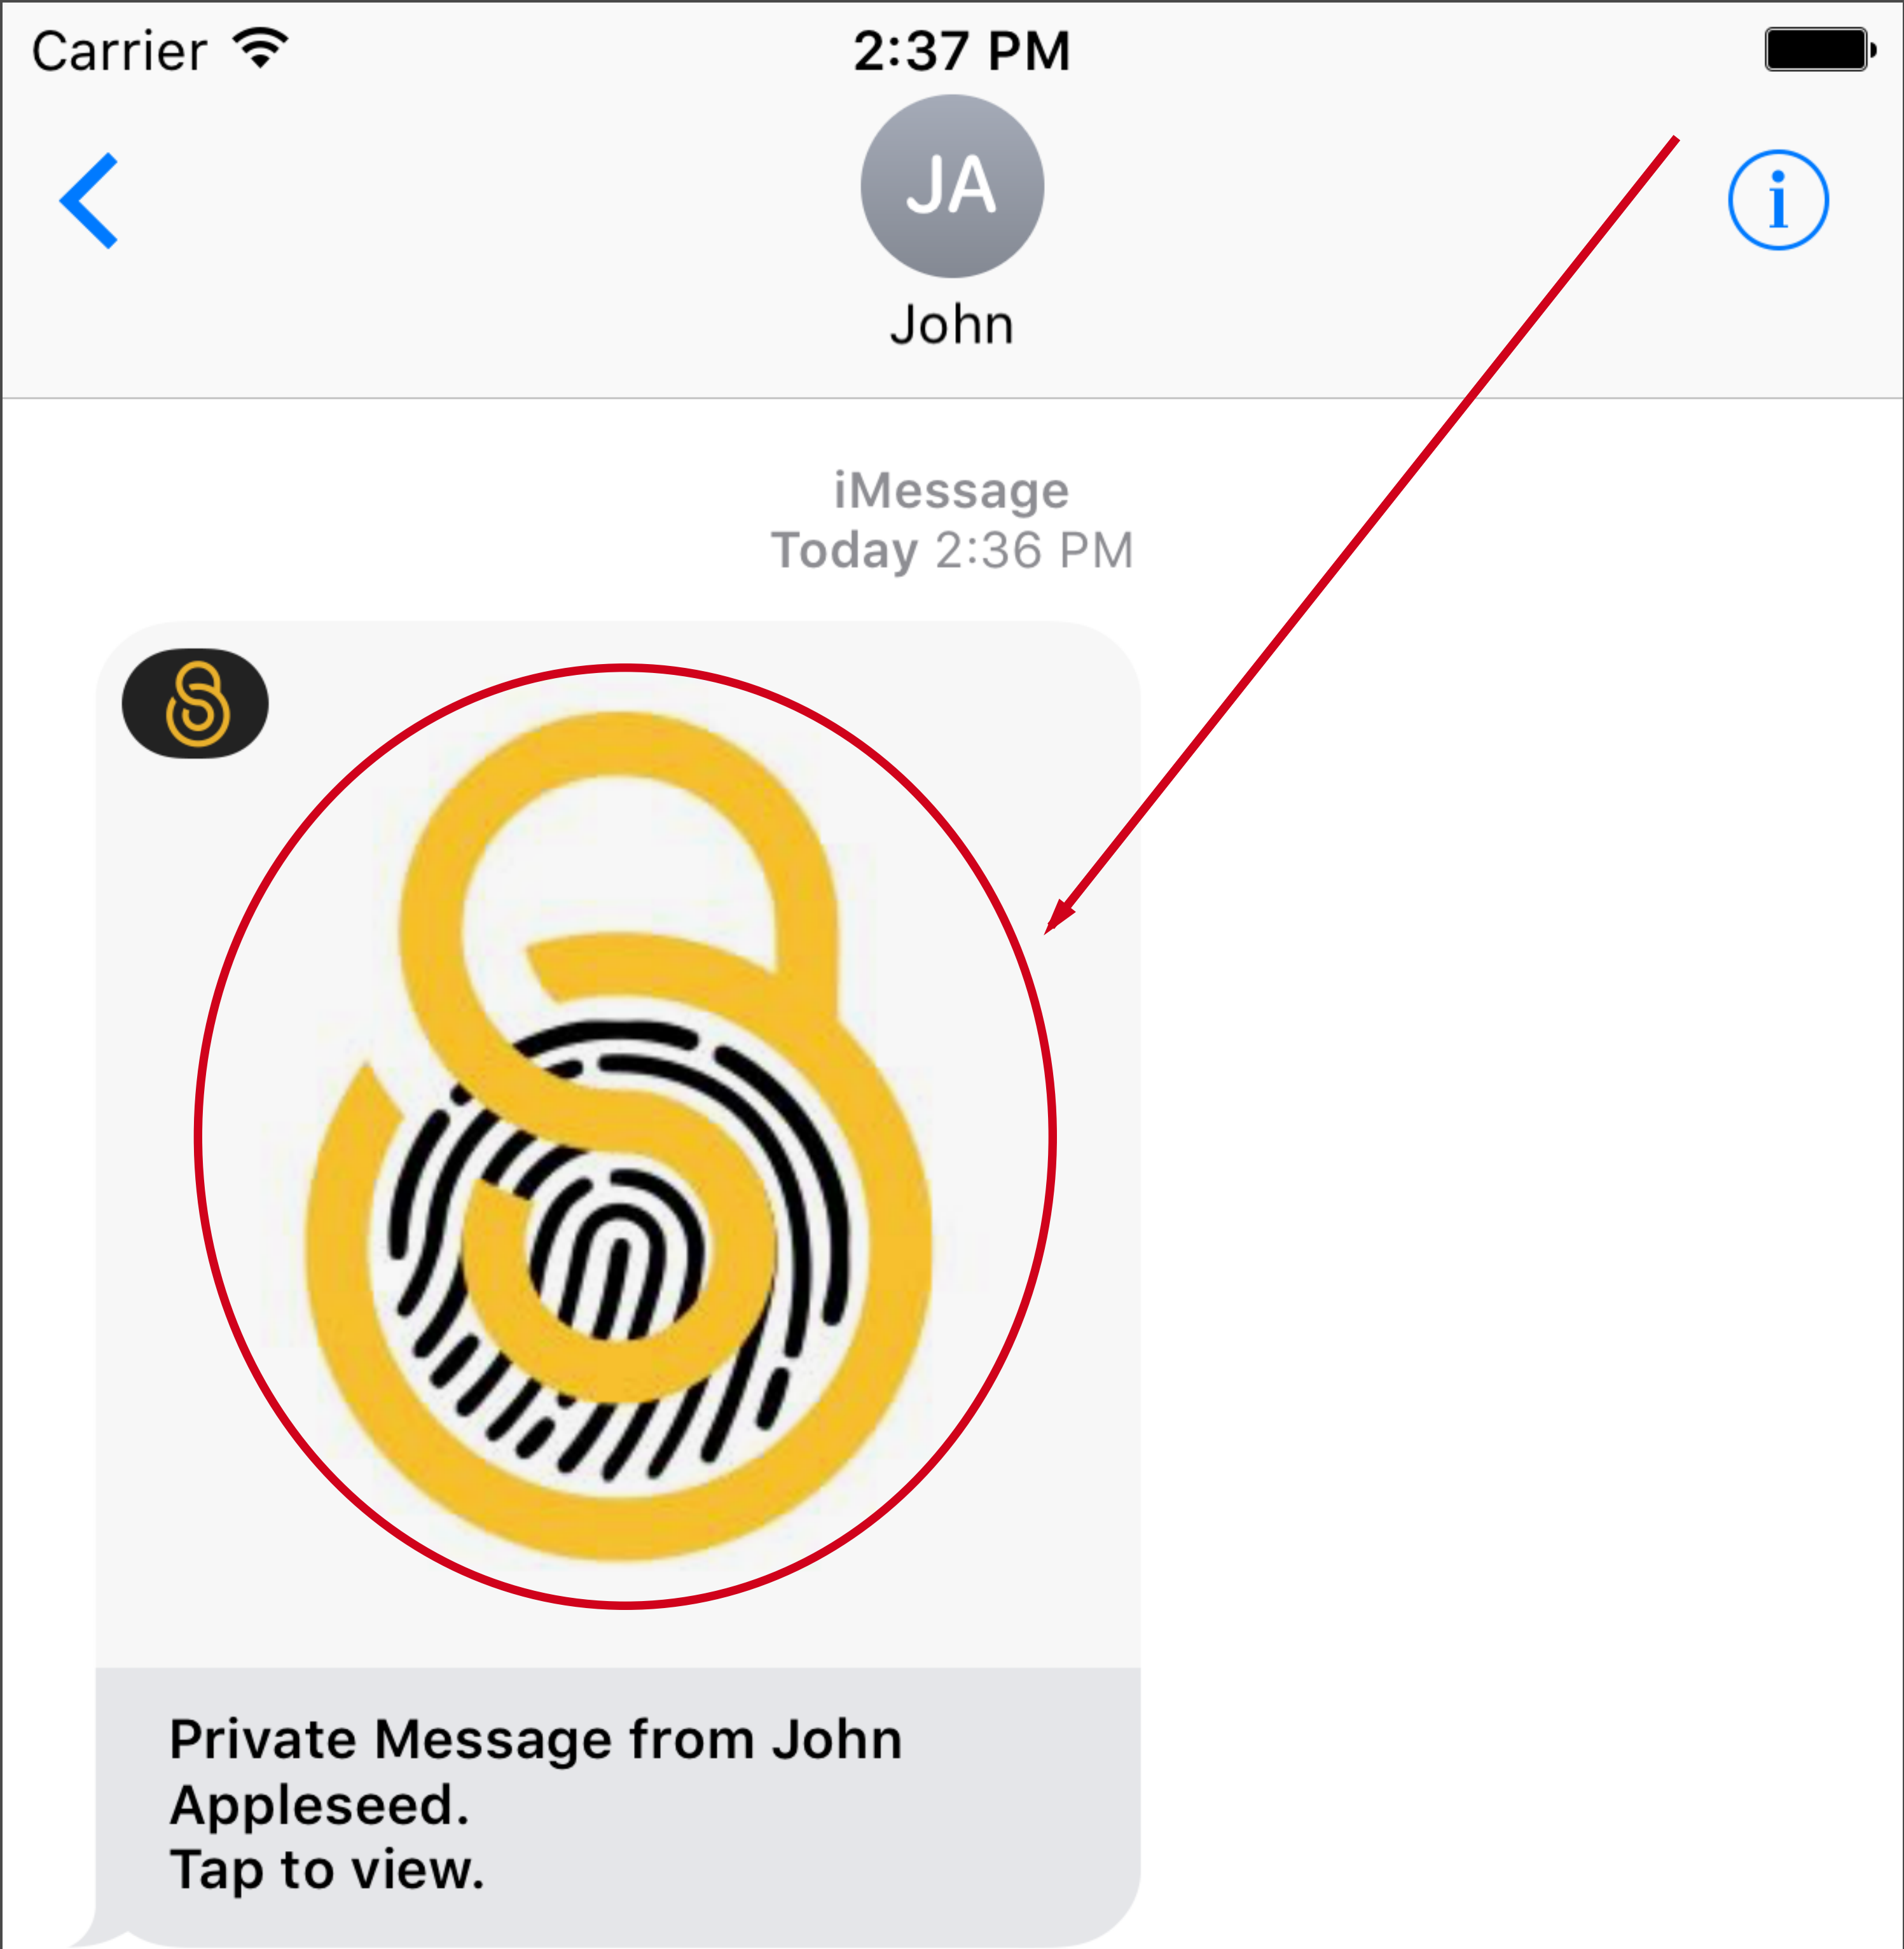 Carrier 2:37 PM
JA
John
iMessage
Today 2:36 PM
Private Message from John
Appleseed.
Tap to view.